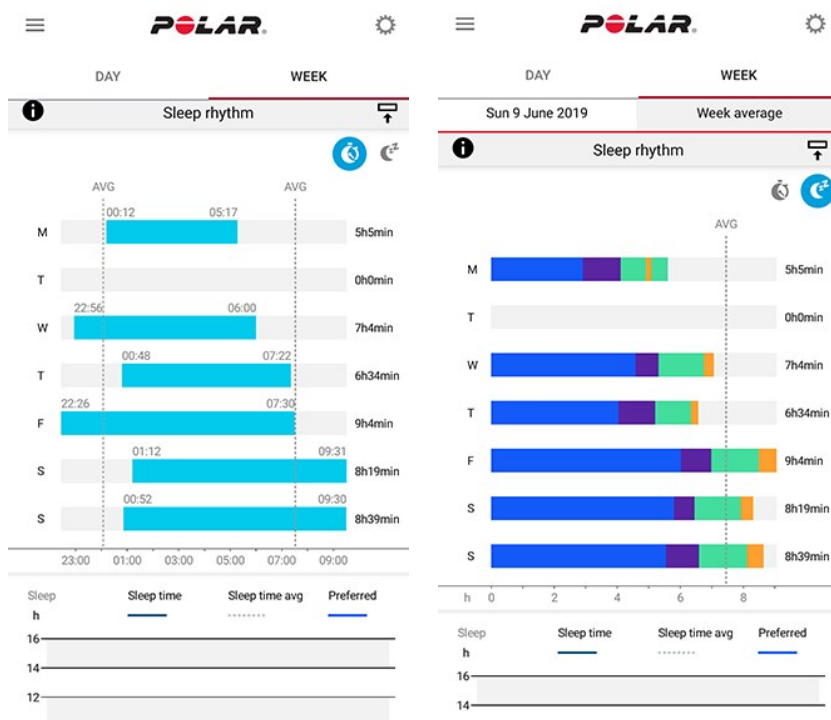 POLAR.
DAY WEEK
Sleep rhythm
AVG AVG
00:12 05:17
M 5h5min
T 0h0min
22:56 06:00
W 7h4min
00:48 07:22
T 6h34min
22:26 07:30
F 9h4min
01:12 09:31
S 8h19min
00:52 09:30
S 8h39min
23:00 01:00 03:00 05:00 07:00 09:00
Sleep Sleep time Sleep time avg Preferred
h
16
14
12
POLAR.
DAY WEEK
Sun 9 June 2019 Week average
Sleep rhythm
AVG
M 5h5min
T 0h0min
W 7h4min
T 6h34min
F 9h4min
S 8h19min
S 8h39min
h 0 2 4 6 8
Sleep Sleep time Sleep time avg Preferred
h
16
14